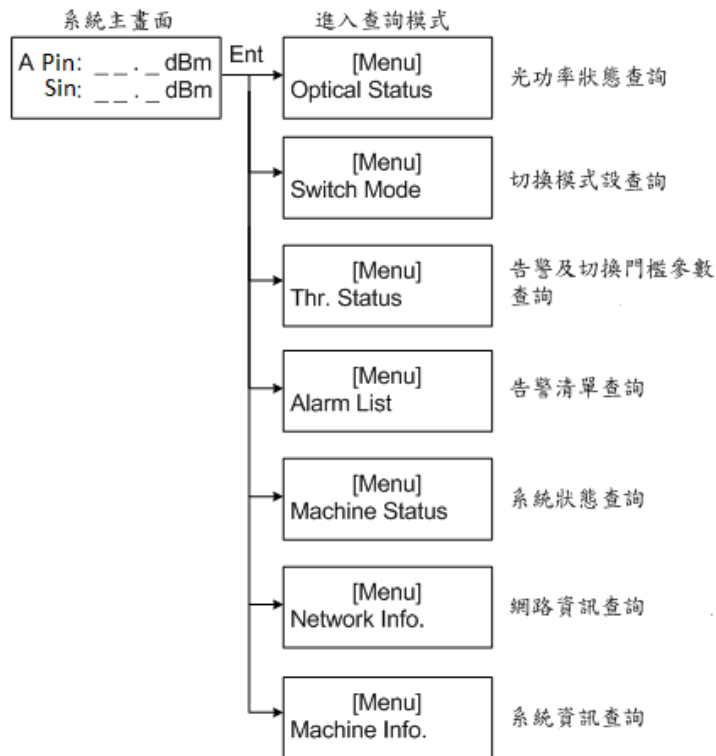 系統主畫面
進入查詢模式
A Pin: _ _ . _ dBm
Sin: _ _ . _ dBm
Ent
[Menu]
Optical Status
光功率狀態查詢
[Menu]
Switch Mode
切換模式設查詢
[Menu]
Thr. Status
告警及切換門檻參數
查詢
[Menu]
Alarm List
告警清單查詢
[Menu]
Machine Status
系統狀態查詢
[Menu]
Network Info.
網路資訊查詢
[Menu]
Machine Info.
系統資訊查詢